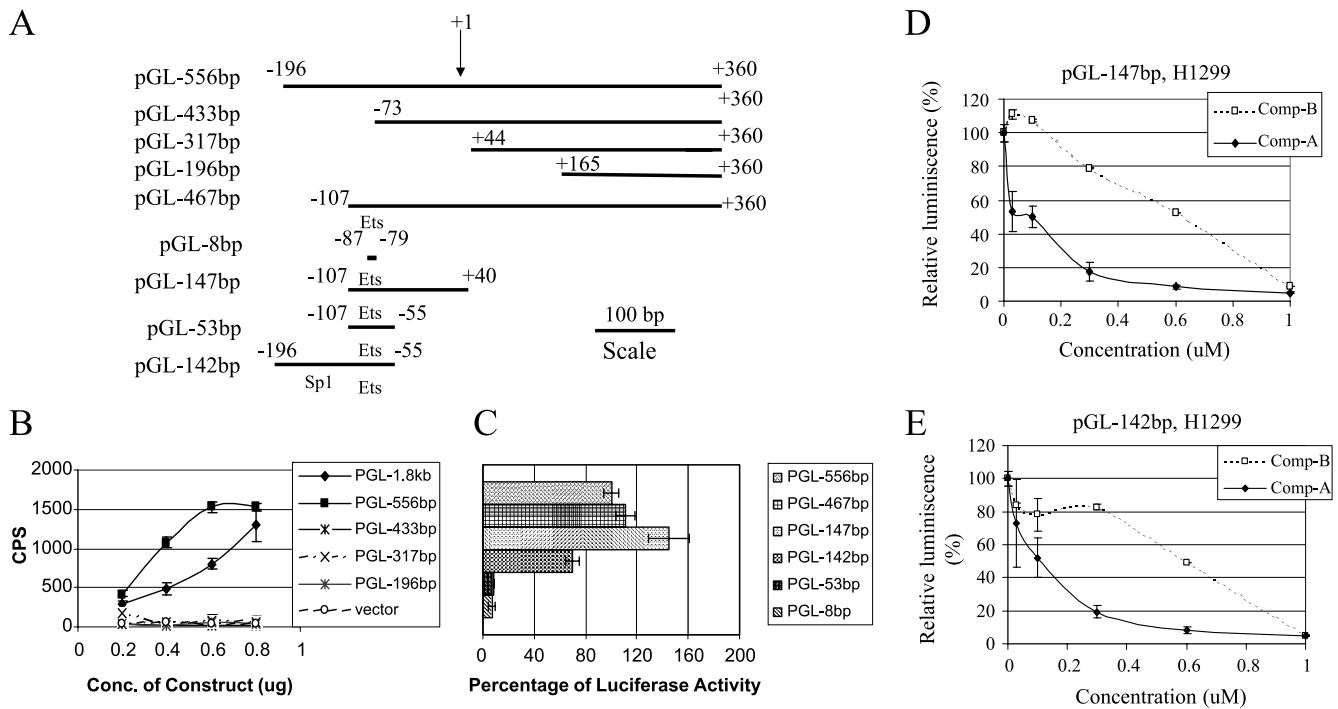 A
+1
pGL-556bp -196 +360
pGL-433bp -73 +360
pGL-317bp +44 +360
pGL-196bp +165 +360
pGL-467bp -107 +360
Ets
pGL-8bp -87 -79
pGL-147bp -107 Ets +40
pGL-53bp -107 -55
Ets
pGL-142bp -196 Ets -55
Sp1 Ets
100 bp
Scale
B
CPS
2000
1500
1000
500
0
0 0.2 0.4 0.6 0.8 1
Conc. of Construct (ug)
PGL-1.8kb
PGL-556bp
PGL-433bp
PGL-317bp
PGL-196bp
vector
C
0 40 80 120 160 200
Percentage of Luciferase Activity
PGL-556bp
PGL-467bp
PGL-147bp
PGL-142bp
PGL-53bp
PGL-8bp
D
pGL-147bp, H1299
Relative luminiscence (%)
120
100
80
60
40
20
0
0 0.2 0.4 0.6 0.8 1
Concentration (uM)
Comp-B
Comp-A
E
pGL-142bp, H1299
Relative luminiscence
(%)
120
100
80
60
40
20
0
0 0.2 0.4 0.6 0.8 1
Concentration (uM)
Comp-B
Comp-A